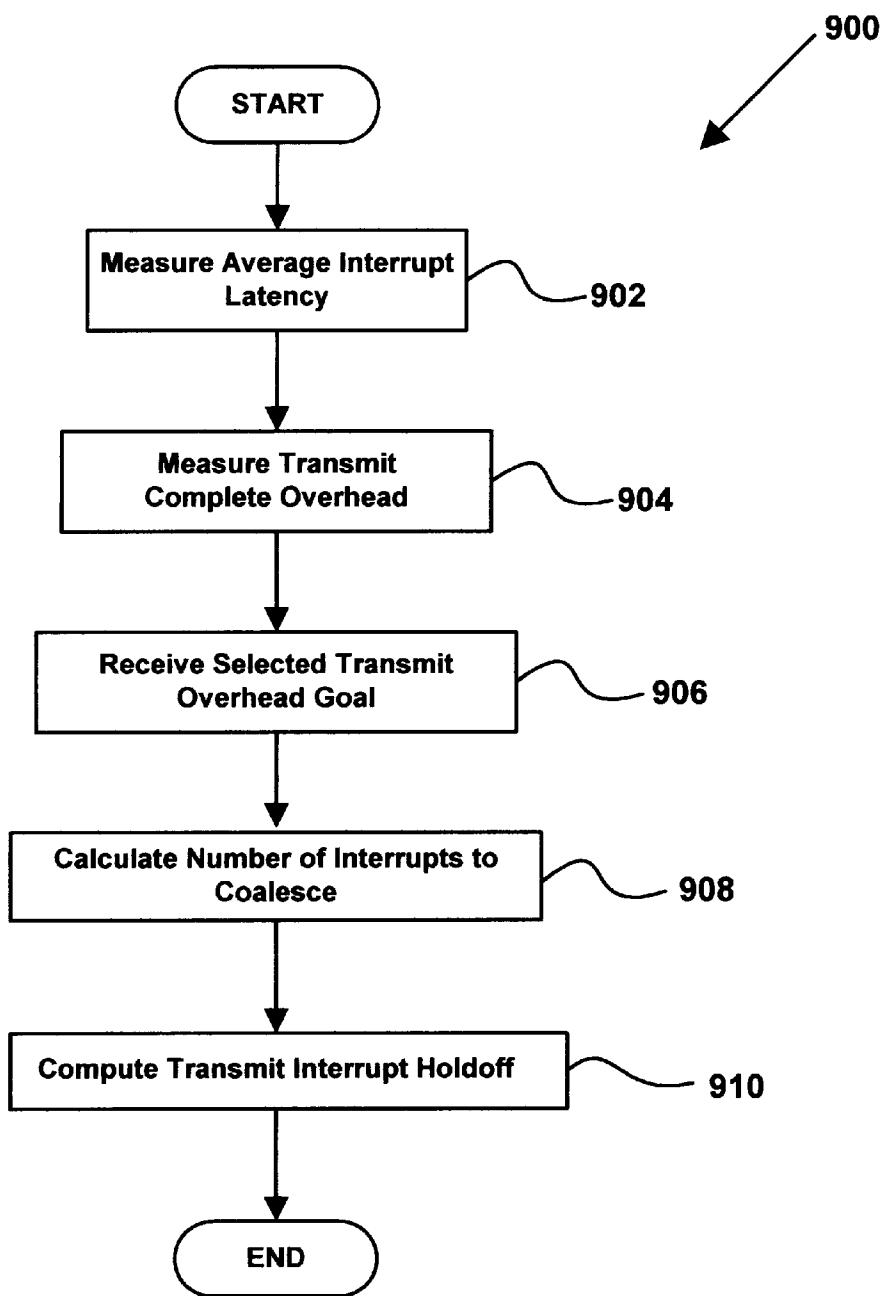 900
START
Measure Average Interrupt
Latency
902
Measure Transmit
Complete Overhead
904
Receive Selected Transmit
Overhead Goal
906
Calculate Number of Interrupts to
Coalesce
908
Compute Transmit Interrupt Holdoff
910
END